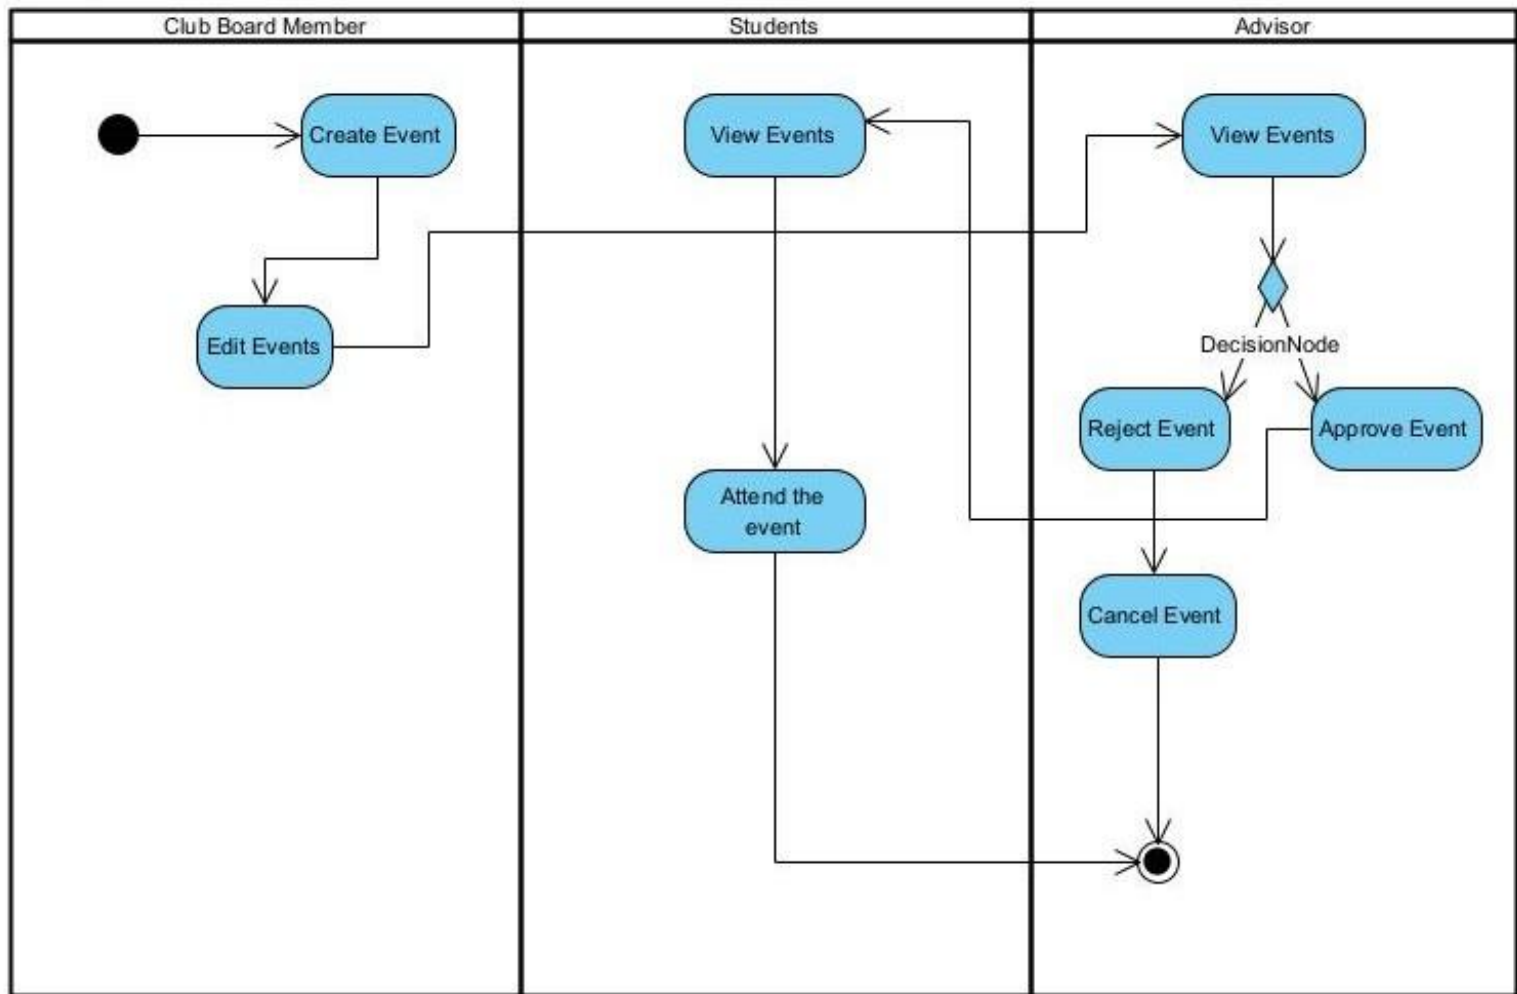 Club Board Member
Students
Advisor
Create Event
View Events
View Events
Edit Events
DecisionNode
Reject Event
Approve Event
Attend the
event
Cancel Event